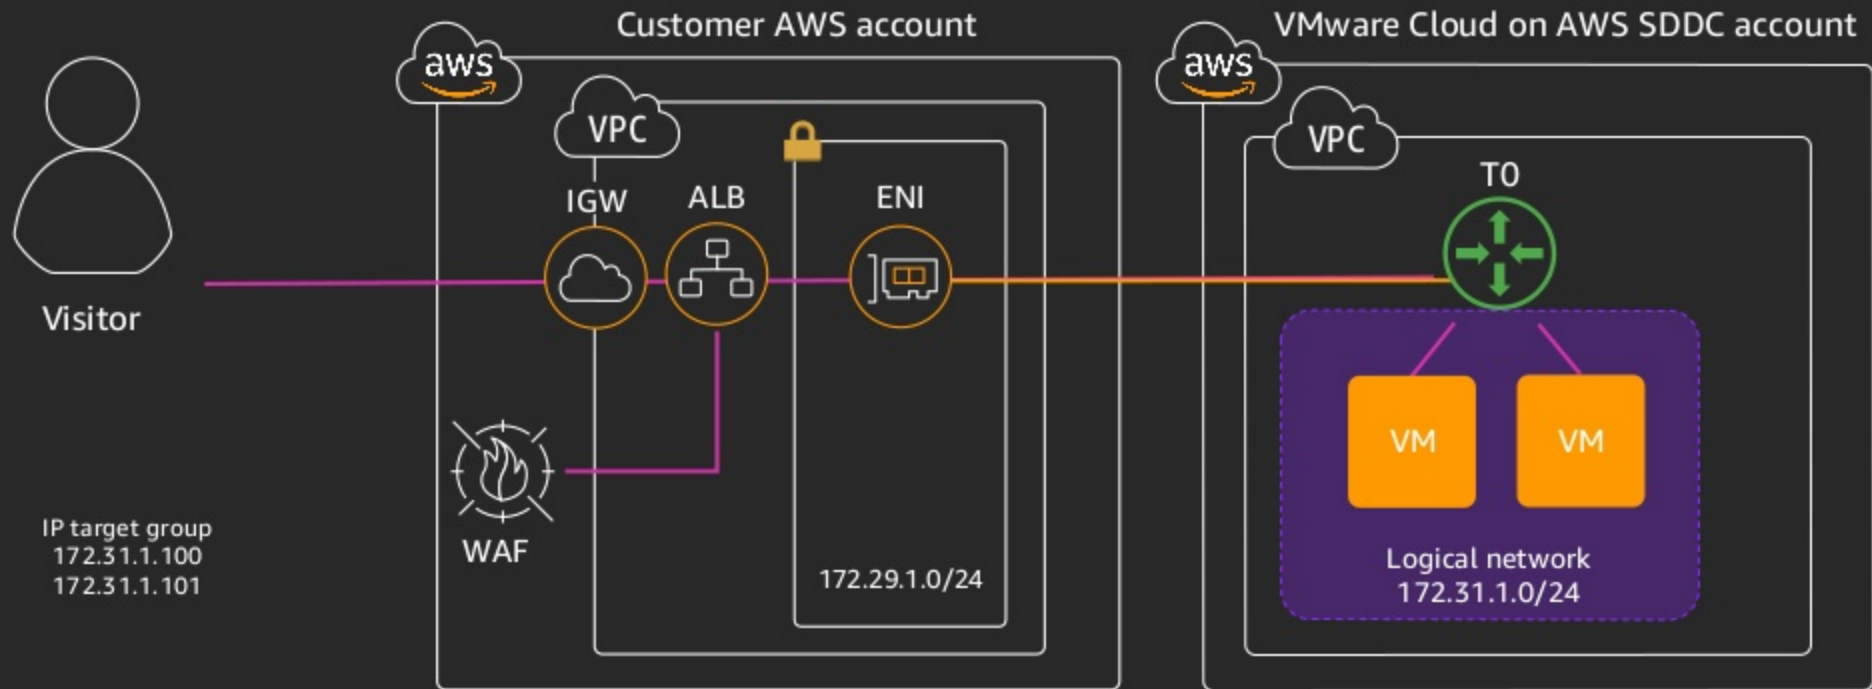 Customer AWS account
VMware Cloud on AWS SDDC account
aws
aws
VPC
VPC
IGW
ALB
ENI
T0
Visitor
VM
VM
IP target group
172.31.1.100
172.31.1.101
WAF
172.29.1.0/24
Logical network
172.31.1.0/24